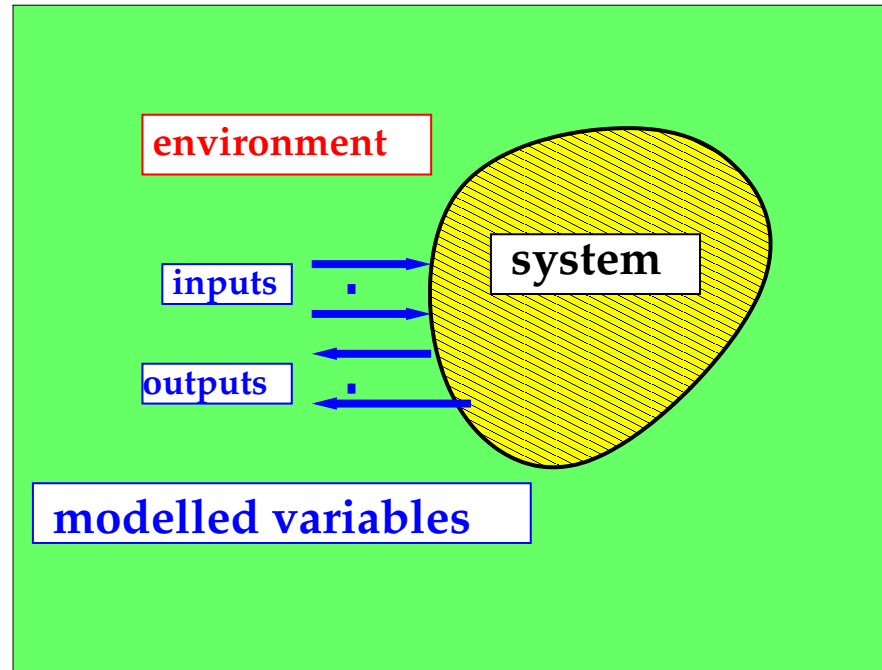 environment
system
inputs
outputs
modelled variables